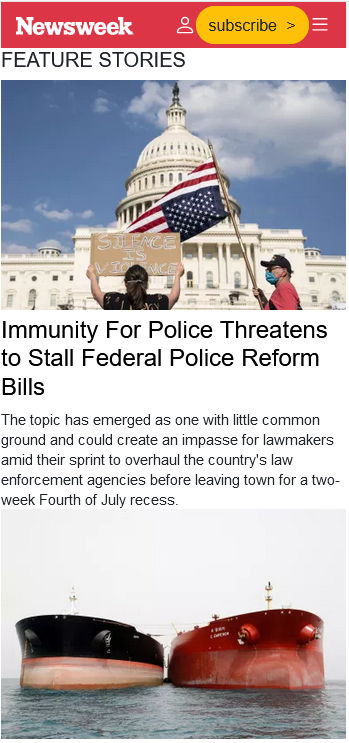 Newsweek
subscribe >
FEATURE STORIES
SILENCE
IS
VIOLENCE
Immunity For Police Threatens
to Stall Federal Police Reform
Bills
The topic has emerged as one with little common
ground and could create an impasse for lawmakers
amid their sprint to overhaul the country's law
enforcement agencies before leaving town for a two-
week Fourth of July recess.